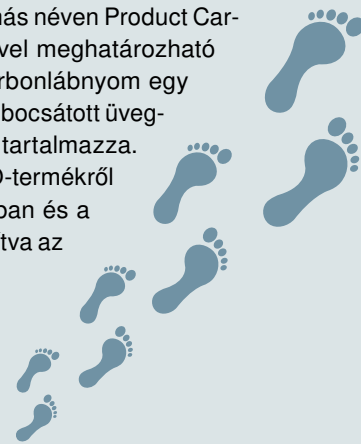 más néven Product Car-
vel meghatározható
rbonlábnyom egy
bocsátott üveg-
tartalmazza.
D-termékről
ban és a
tva az